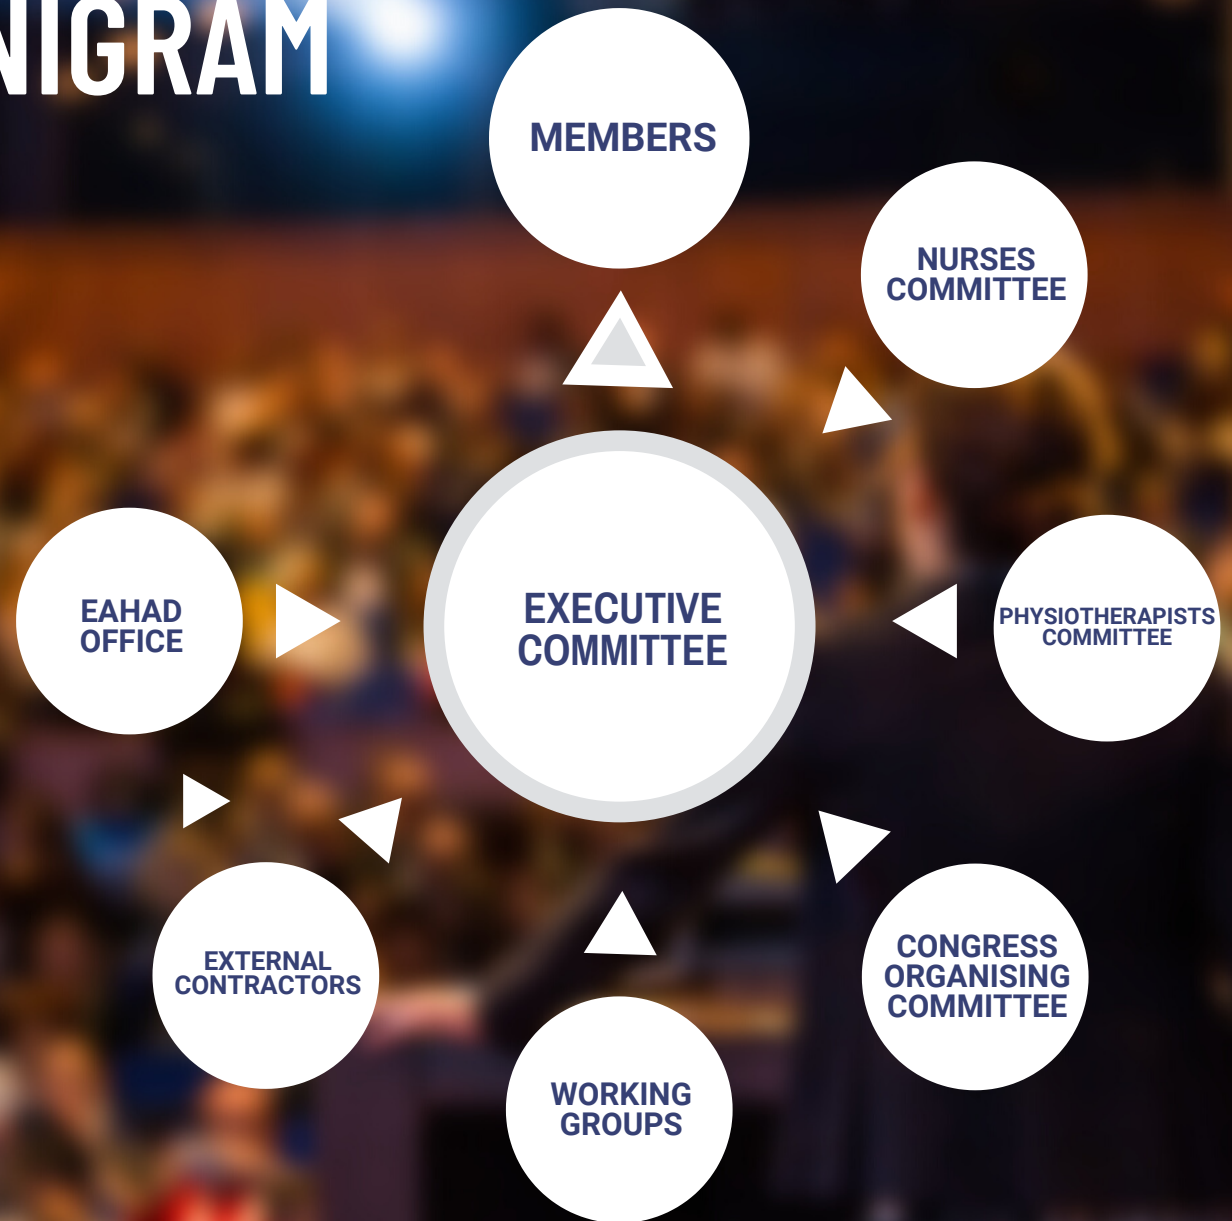 NIGRAM
MEMBERS
NURSES
COMMITTEE
EXECUTIVE
COMMITTEE
EAHAD
OFFICE
PHYSIOTHERAPISTS
COMMITTEE
EXTERNAL
CONTRACTORS
CONGRESS
ORGANISING
COMMITTEE
WORKING
GROUPS